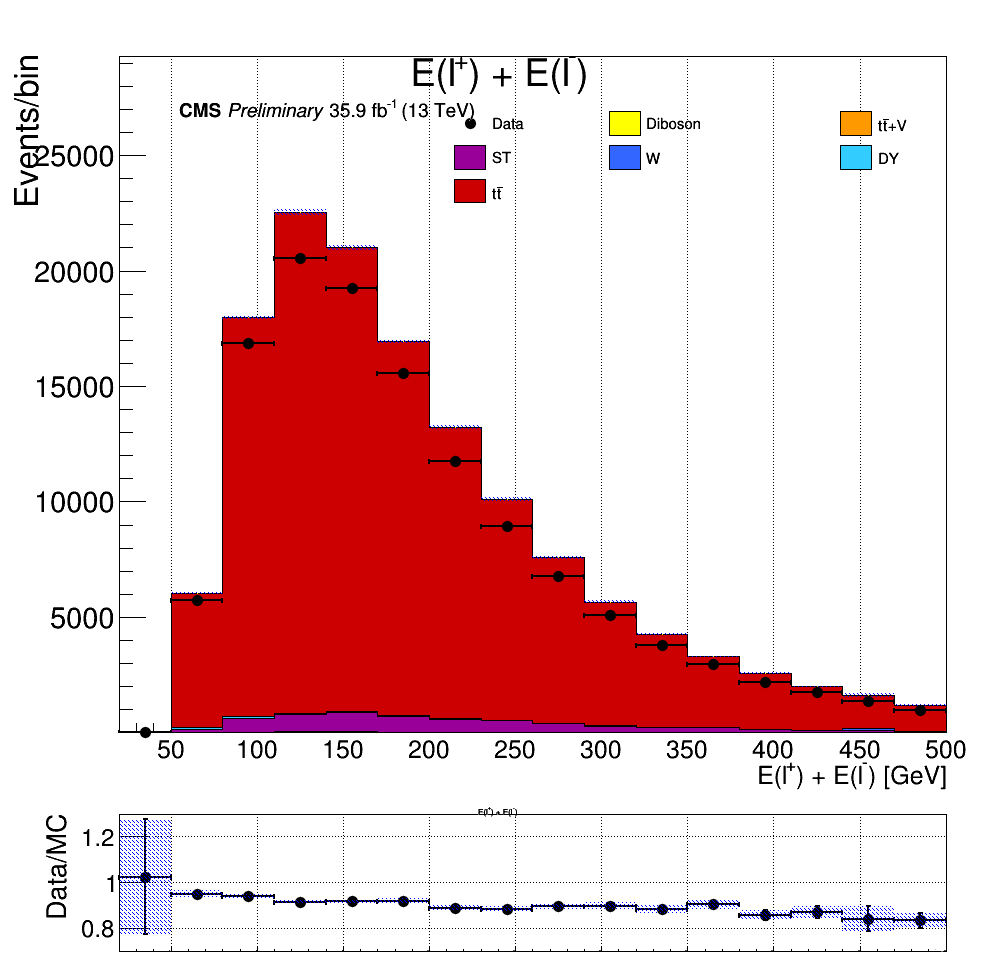 E(l⁺) + E(l⁻)
CMS Preliminary 35.9 fb⁻¹ (13 TeV)
Data
Diboson
tt̄+V
ST
W
DY
tt̄
Events/bin
25000
20000
15000
10000
5000
50 100 150 200 250 300 350 400 450 500
E(l⁺) + E(l⁻) [GeV]
E(l⁺) + E(l⁻)
Data/MC
1.2
1
0.8